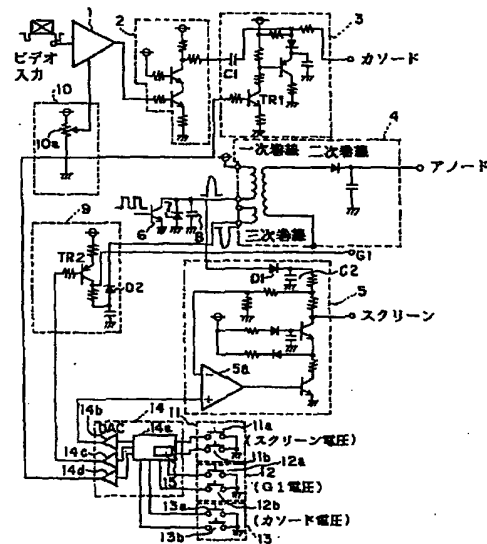 1
2
3
ビデオ
入力
C1
カソード
TR1
10
10a
4
一次巻線
二次巻線
アノード
三次巻線
6
7
8
9
G1
TR2
D2
D1
C2
5
スクリーン
5a
14b
DAC
14
14a
11
11a
(スクリーン電圧)
11b
14c
12a
12
14d
15
(G1電圧)
12b
13a
(カソード電圧)
13b
13